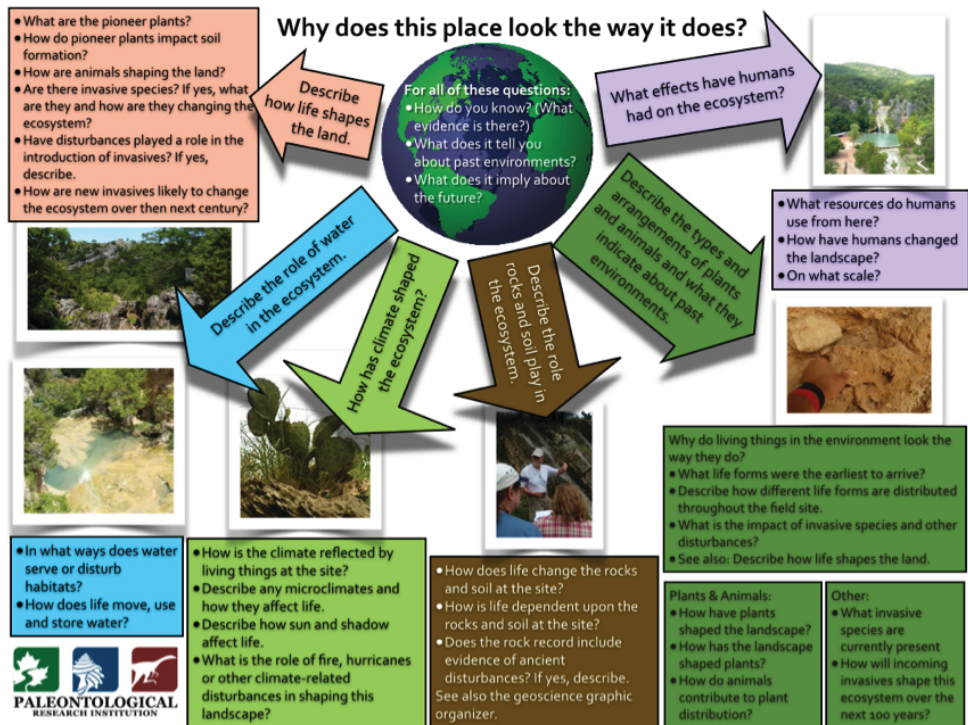 Why does this place look the way it does?
• What are the pioneer plants?
• How do pioneer plants impact soil
formation?
• How are animals shaping the land?
• Are there invasive species? If yes, what
are they and how are they changing the
ecosystem?
• Have disturbances played a role in the
introduction of invasives? If yes,
describe.
• How are new invasives likely to change
the ecosystem over then next century?
Describe
how life shapes
the land.
For all of these questions:
• How do you know? (What
evidence is there?)
• What does it tell you
about past environments?
• What does it imply about
the future?
What effects have humans
had on the ecosystem?
• What resources do humans
use from here?
• How have humans changed
the landscape?
• On what scale?
Describe the role of water
in the ecosystem.
How has climate shaped
the ecosystem?
Describe the role
rocks and soil play in
the ecosystem.
Describe the types and
arrangements of plants
and animals and what they
indicate about past
environments.
• In what ways does water
serve or disturb
habitats?
• How does life move, use
and store water?
• How is the climate reflected by
living things at the site?
• Describe any microclimates and
how they affect life.
• Describe how sun and shadow
affect life.
• What is the role of fire, hurricanes
or other climate-related
disturbances in shaping this
landscape?
• How does life change the rocks
and soil at the site?
• How is life dependent upon the
rocks and soil at the site?
• Does the rock record include
evidence of ancient
disturbances? If yes, describe.
See also the geoscience graphic
organizer.
Why do living things in the environment look the
way they do?
• What life forms were the earliest to arrive?
• Describe how different life forms are distributed
throughout the field site.
• What is the impact of invasive species and other
disturbances?
• See also: Describe how life shapes the land.
Plants & Animals:
• How have plants
shaped the landscape?
• How has the landscape
shaped plants?
• How do animals
contribute to plant
distribution?
Other:
• What invasive
species are
currently present
• How will incoming
invasives shape this
ecosystem over the
next 100 years?
PALEONTOLOGICAL
RESEARCH INSTITUTION